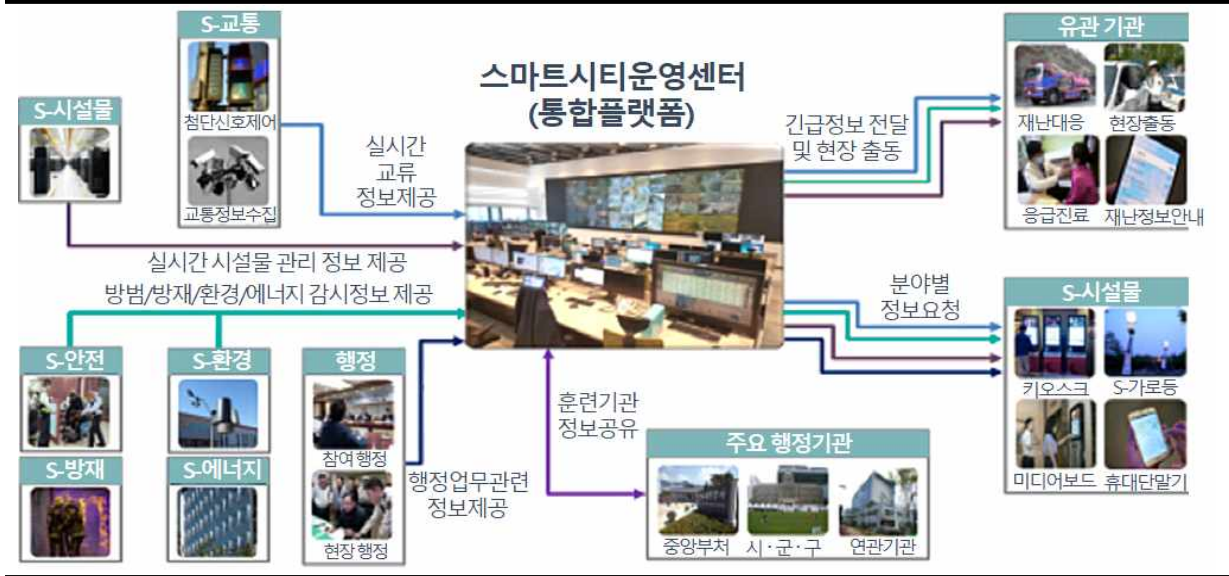 S-교통
첨단신호제어
교통정보수집
S-시설물
스마트시티운영센터
(통합플랫폼)
유관 기관
재난대응
현장출동
응급진료
재난정보안내
실시간
교류
정보제공
긴급정보 전달
및 현장 출동
실시간 시설물 관리 정보 제공
방범/방재/환경/에너지 감시정보 제공
분야별
정보요청
S-시설물
키오스크
S-가로등
미디어보드
휴대단말기
S-안전
S-환경
행정
S-방재
S-에너지
참여 행정
현장 행정
행정업무관련
정보제공
훈련기관
정보공유
주요 행정기관
중앙부처
시·군·구
연관기관